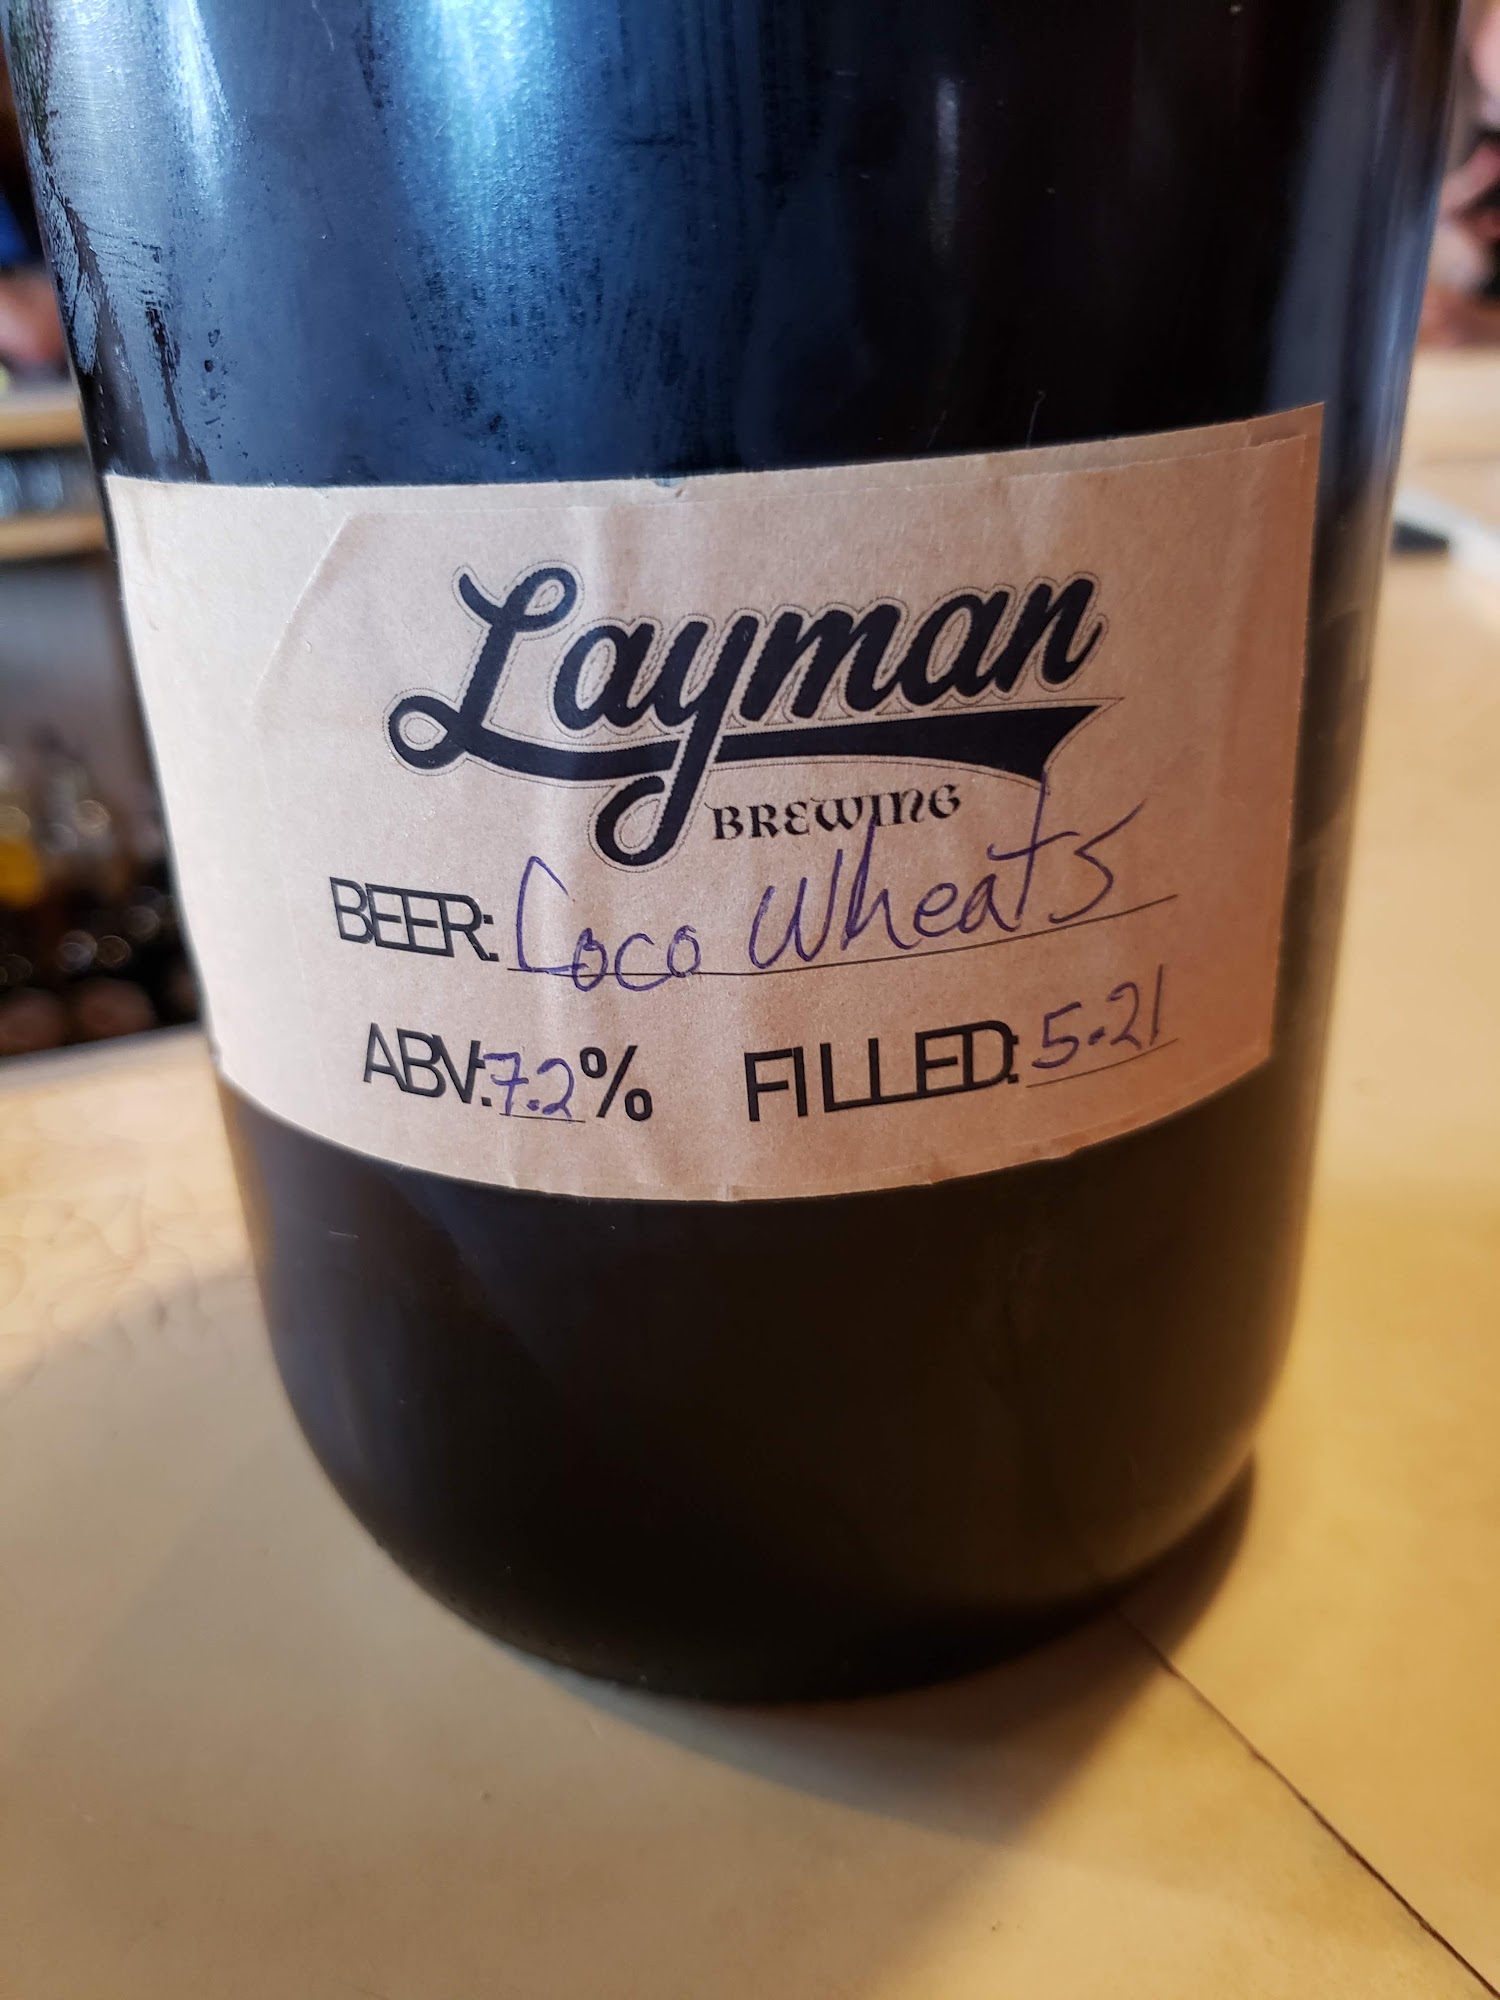 Layman
BREWING
BEER: Coco Wheats
ABV: 7.2% FILLED: 5.21